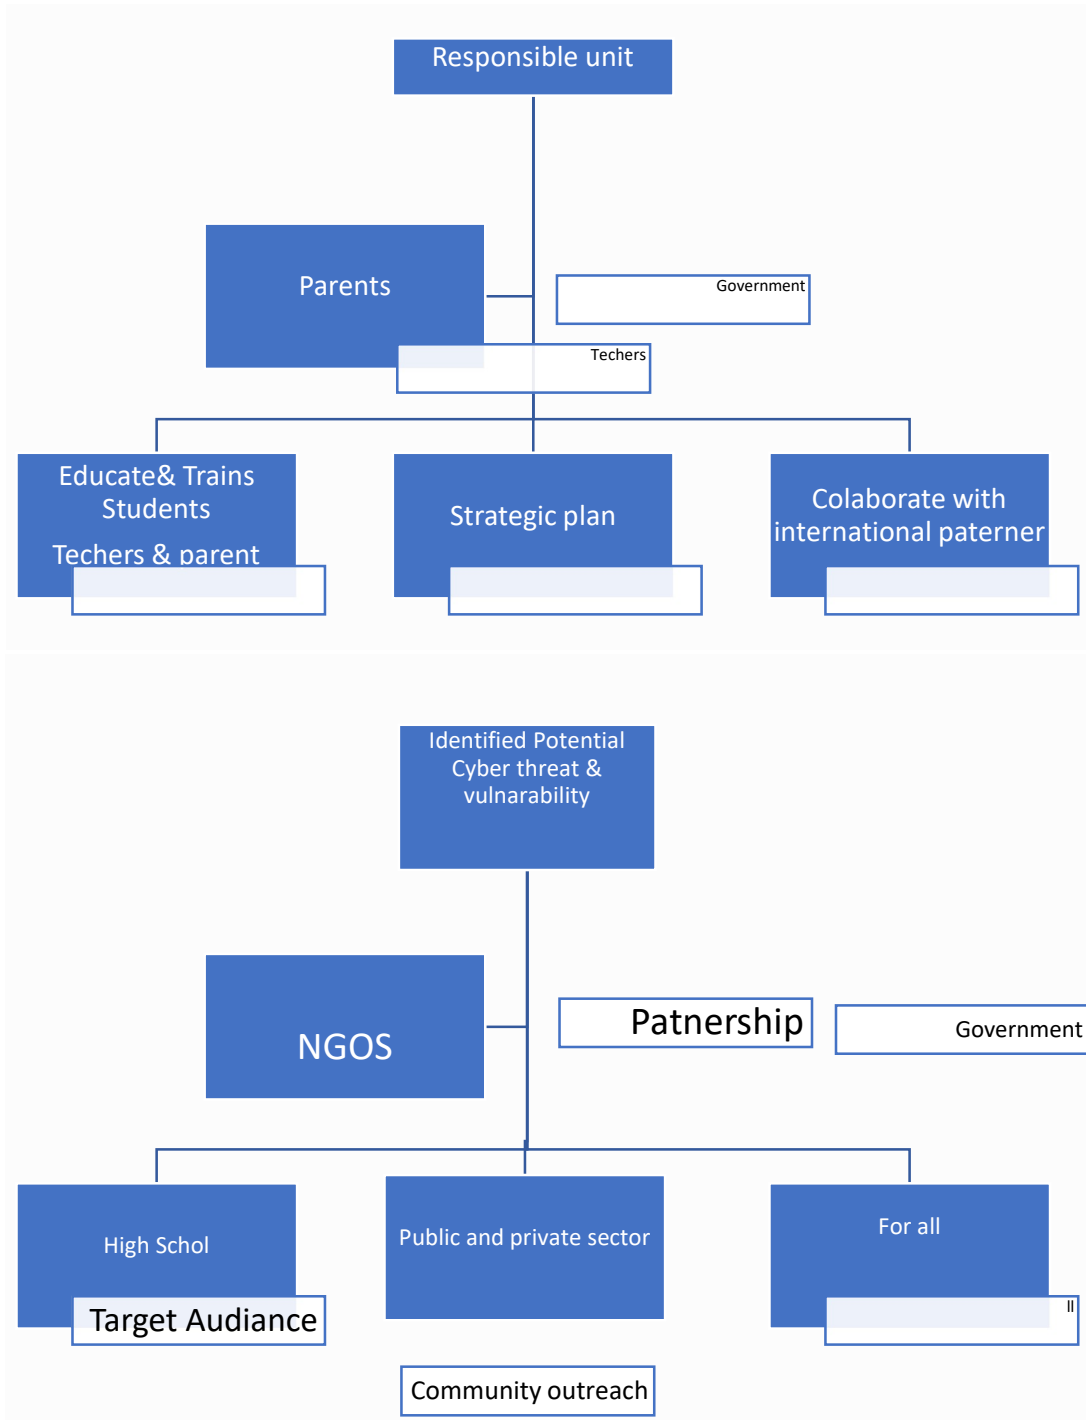 Responsible unit
Parents
Government
Techers
Educate& Trains
Students
Techers & parent
Strategic plan
Colaborate with
international paterner
Identified Potential
Cyber threat &
vulnarability
NGOS
Patnership
Government
High Schol
Target Audiance
Public and private sector
For all
ll
Community outreach